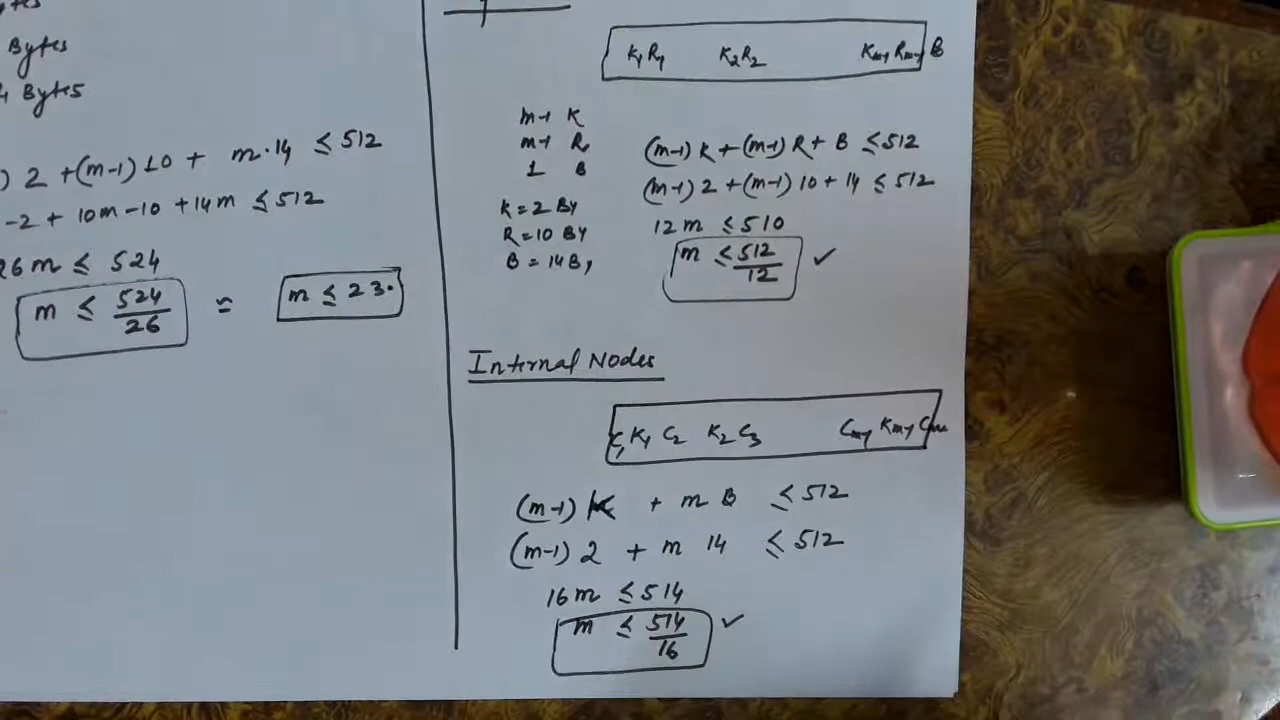 Bytes
Bytes
) 2 + (m-1) 10 + m.14 ≤ 512
-2 + 10m-10 + 14m ≤ 512
26m ≤ 524
m ≤ 524/26 = m ≤ 23.
K₁ R₁ K₂ R₂ Km-1 Rm-1 B
m-1 K
m-1 R
1 B
K = 2 By
R = 10 BY
B = 14 B,
(m-1) K + (m-1) R + B ≤ 512
(m-1) 2 + (m-1) 10 + 14 ≤ 512
12 m ≤ 510
m ≤ 512/12 ✓
Internal Nodes
C₁ K₁ C₂ K₂ C₃ Cm-1 Km-1 Cm
(m-1) K + m B ≤ 512
(m-1) 2 + m 14 ≤ 512
16 m ≤ 514
m ≤ 514/16 ✓